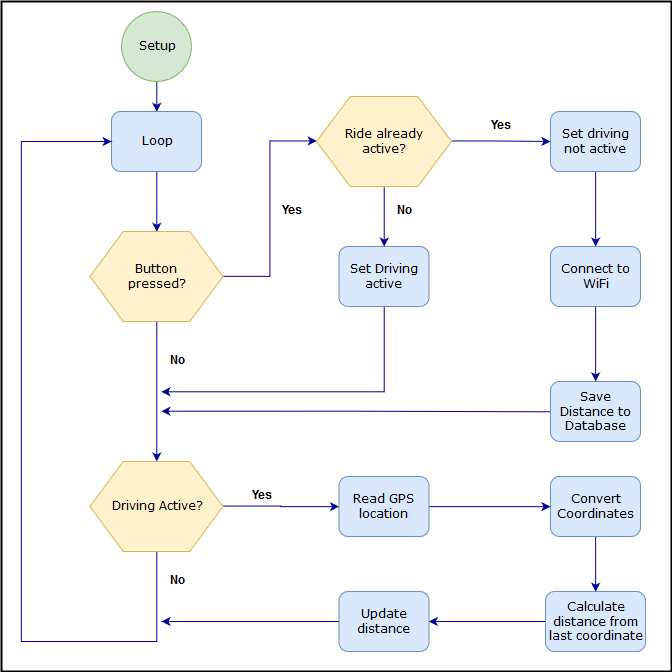 Setup
Loop
Ride already
active?
Yes
Set driving
not active
Yes
No
Button
pressed?
Set Driving
active
Connect to
WiFi
No
Save
Distance to
Database
Driving Active?
Yes
Read GPS
location
Convert
Coordinates
No
Update
distance
Calculate
distance from
last coordinate